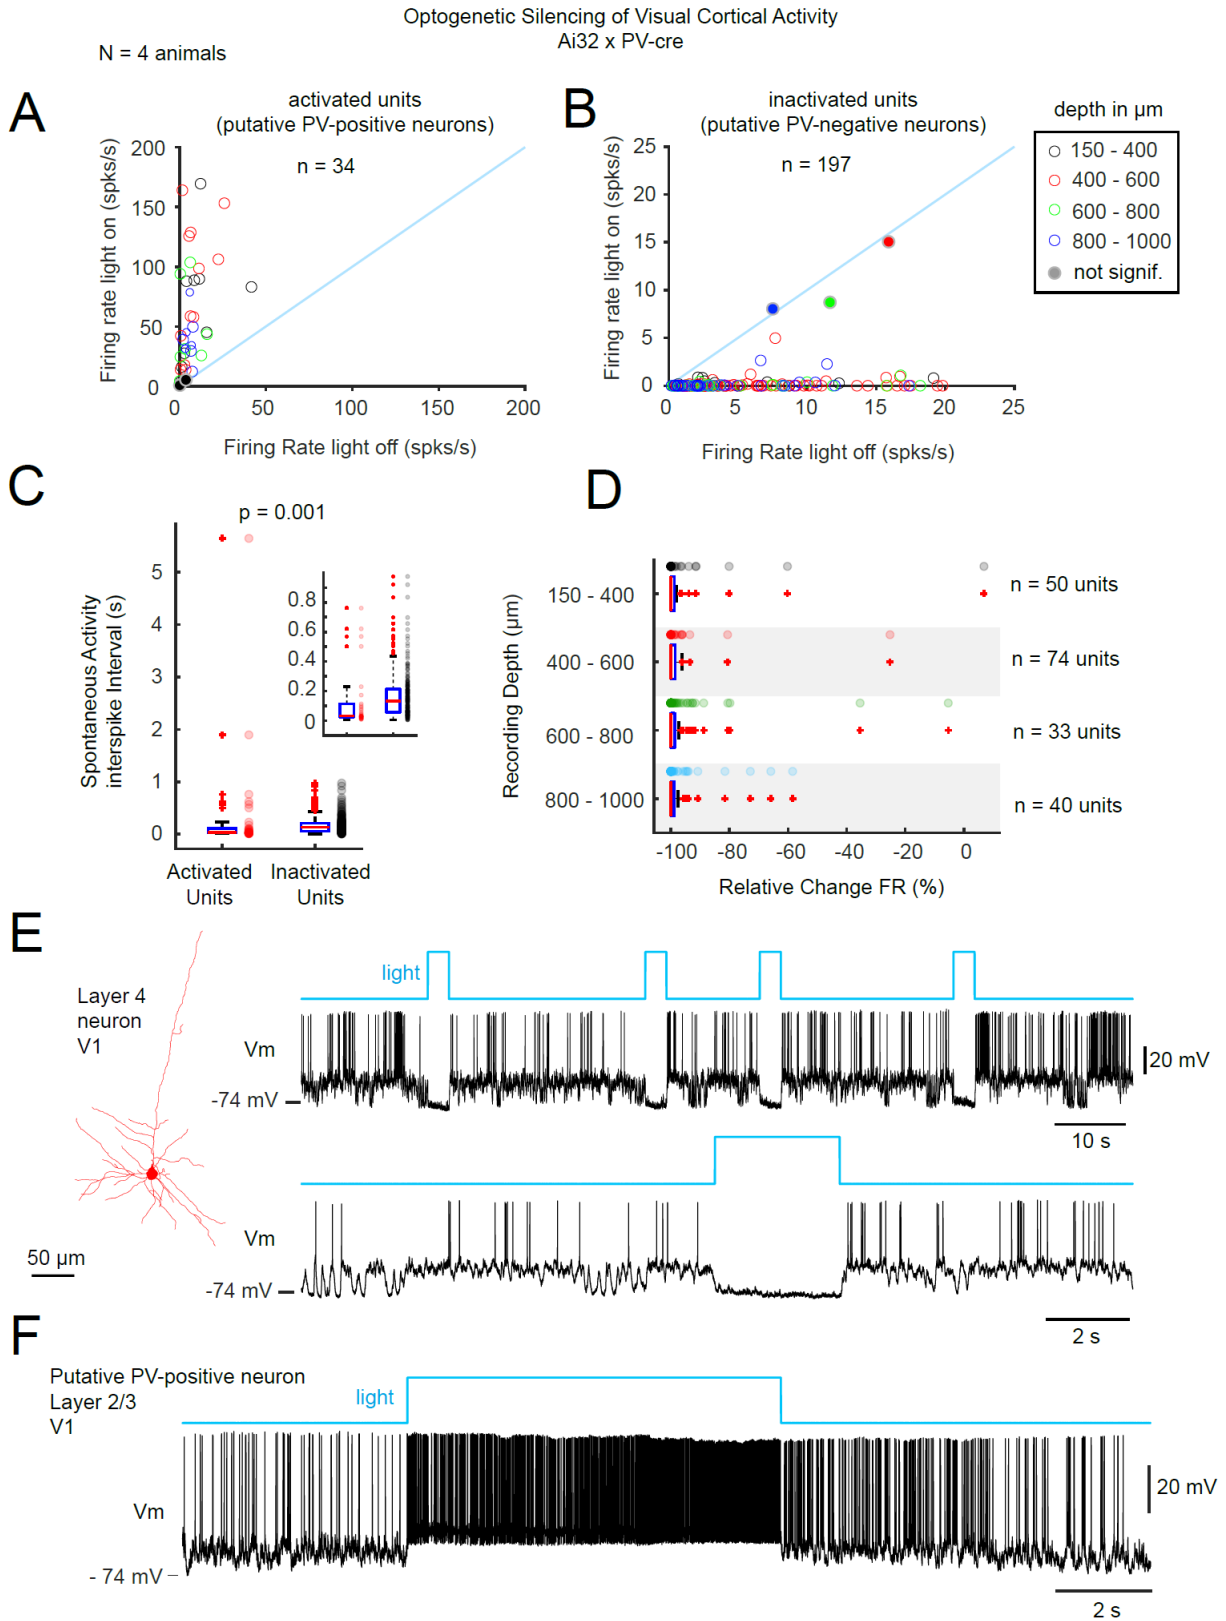 Optogenetic Silencing of Visual Cortical Activity
Ai32 x PV-cre
N = 4 animals
A
activated units
(putative PV-positive neurons)
n = 34
Firing rate light on (spks/s)
200
150
100
50
0
0
50
100
150
200
Firing Rate light off (spks/s)
B
inactivated units
(putative PV-negative neurons)
n = 197
Firing rate light on (spks/s)
25
20
15
10
5
0
0
5
10
15
20
25
Firing Rate light off (spks/s)
depth in µm
150 - 400
400 - 600
600 - 800
800 - 1000
not signif.
C
p = 0.001
Spontaneous Activity
interspike Interval (s)
5
4
3
2
1
0
0.8
0.6
0.4
0.2
0
Activated
Units
Inactivated
Units
D
Recording Depth (µm)
150 - 400
400 - 600
600 - 800
800 - 1000
n = 50 units
n = 74 units
n = 33 units
n = 40 units
-100
-80
-60
-40
-20
0
Relative Change FR (%)
E
Layer 4
neuron
V1
light
Vm
-74 mV
20 mV
10 s
50 µm
Vm
-74 mV
2 s
F
Putative PV-positive neuron
Layer 2/3
V1
light
Vm
- 74 mV
20 mV
2 s